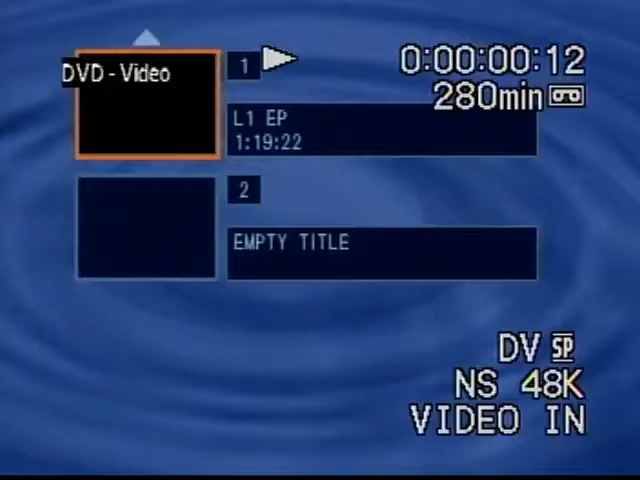 DVD - Video
1
0:00:00:12
280min
L1 EP
1:19:22
2
EMPTY TITLE
DV SP
NS 48K
VIDEO IN